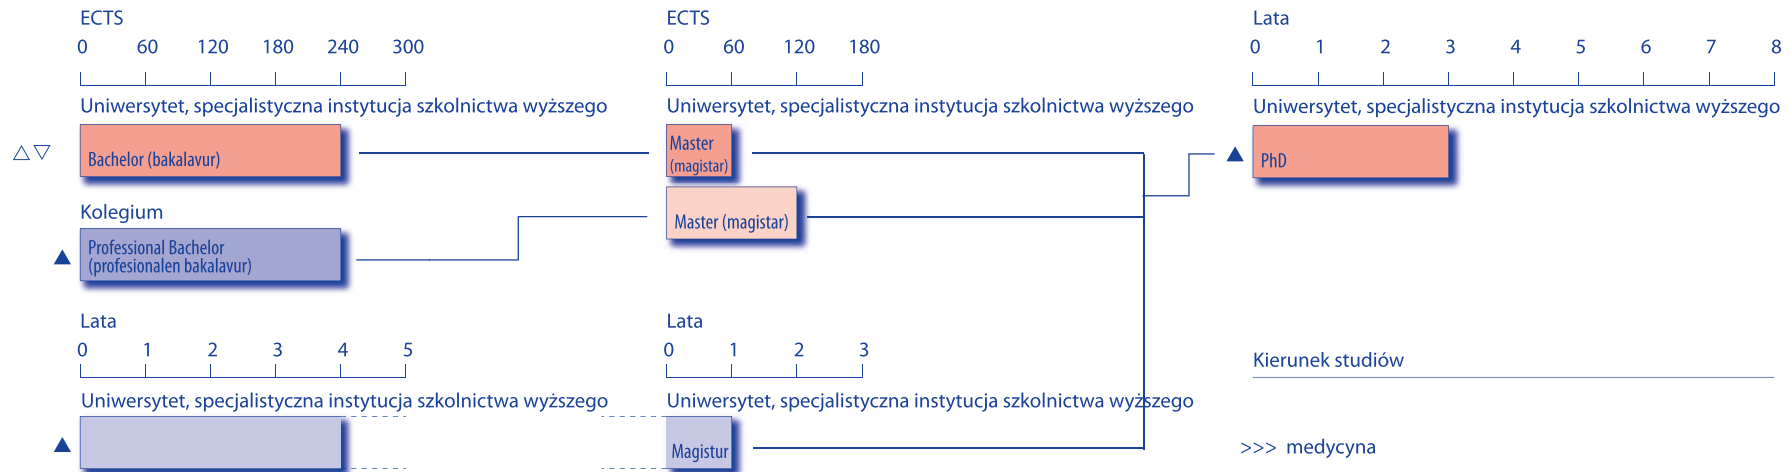 ECTS
0 60 120 180 240 300
Uniwersytet, specjalistyczna instytucja szkolnictwa wyższego
Bachelor (bakalavur)
Kolegium
Professional Bachelor
(profesionalen bakalavur)
Lata
0 1 2 3 4 5
Uniwersytet, specjalistyczna instytucja szkolnictwa wyższego
ECTS
0 60 120 180
Uniwersytet, specjalistyczna instytucja szkolnictwa wyższego
Master
(magistar)
Master (magistar)
Lata
0 1 2 3
Uniwersytet, specjalistyczna instytucja szkolnictwa wyższego
Magistur
Lata
0 1 2 3 4 5 6 7 8
Uniwersytet, specjalistyczna instytucja szkolnictwa wyższego
PhD
Kierunek studiów
>>> medycyna